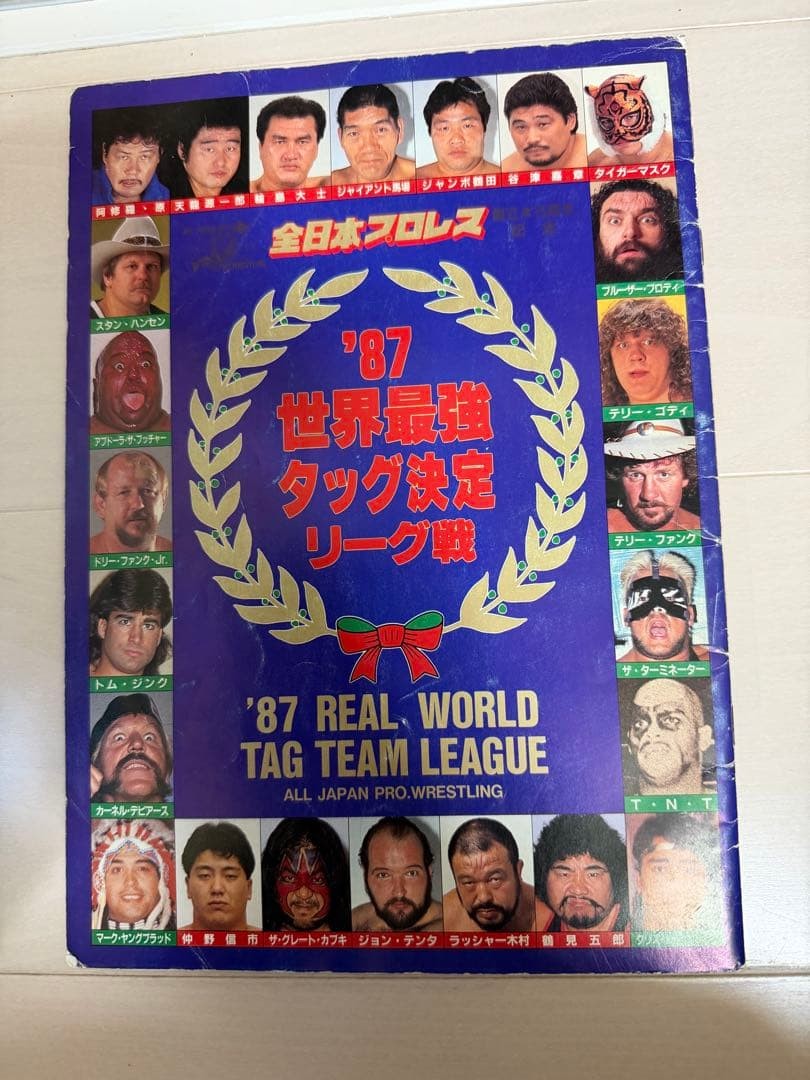 阿修羅・原 天龍源一郎 輪島大士 ジャイアント馬場 ジャンボ鶴田 谷津嘉章 タイガーマスク
全日本プロレス
スタン・ハンセン
ブルーザー・ブロディ
アブドーラ・ザ・ブッチャー
テリー・ゴディ
ドリー・ファンク・Jr.
テリー・ファンク
トム・ジンク
ザ・ターミネーター
カーネル・デビアース
T・N・T
'87
世界最強
タッグ決定
リーグ戦
'87 REAL WORLD
TAG TEAM LEAGUE
ALL JAPAN PRO.WRESTLING
マーク・ヤングブラッド 仲野信市 ザ・グレート・カブキ ジョン・テンタ ラッシャー木村 鶴見五郎 クリス